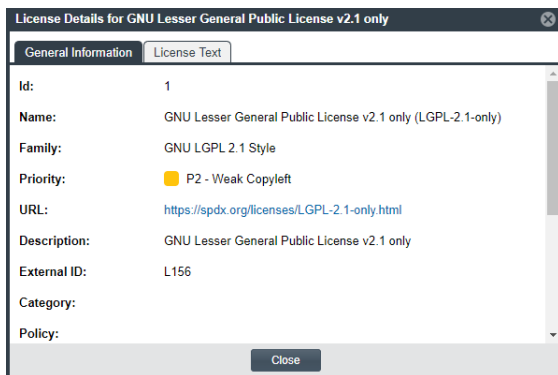 License Details for GNU Lesser General Public License v2.1 only
General Information License Text
Id: 1
Name: GNU Lesser General Public License v2.1 only (LGPL-2.1-only)
Family: GNU LGPL 2.1 Style
Priority: P2 - Weak Copyleft
URL: https://spdx.org/licenses/LGPL-2.1-only.html
Description: GNU Lesser General Public License v2.1 only
External ID: L156
Category:
Policy:
Close